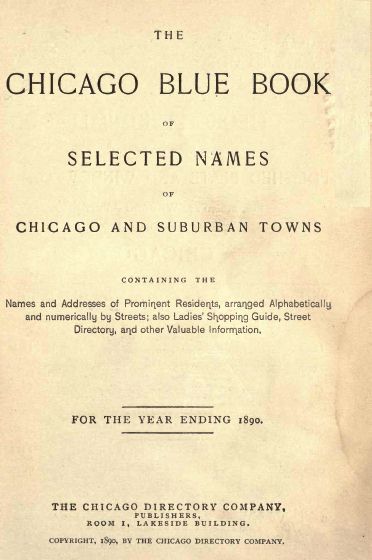 THE
CHICAGO BLUE BOOK
OF
SELECTED NAMES
OF
CHICAGO AND SUBURBAN TOWNS
CONTAINING THE
Names and Addresses of Prominent Residents, arranged Alphabetically
and numerically by Streets; also Ladies' Shopping Guide, Street
Directory, and other Valuable Information.
FOR THE YEAR ENDING 1890.
THE CHICAGO DIRECTORY COMPANY,
PUBLISHERS,
ROOM 1, LAKESIDE BUILDING.
COPYRIGHT, 1890, BY THE CHICAGO DIRECTORY COMPANY.